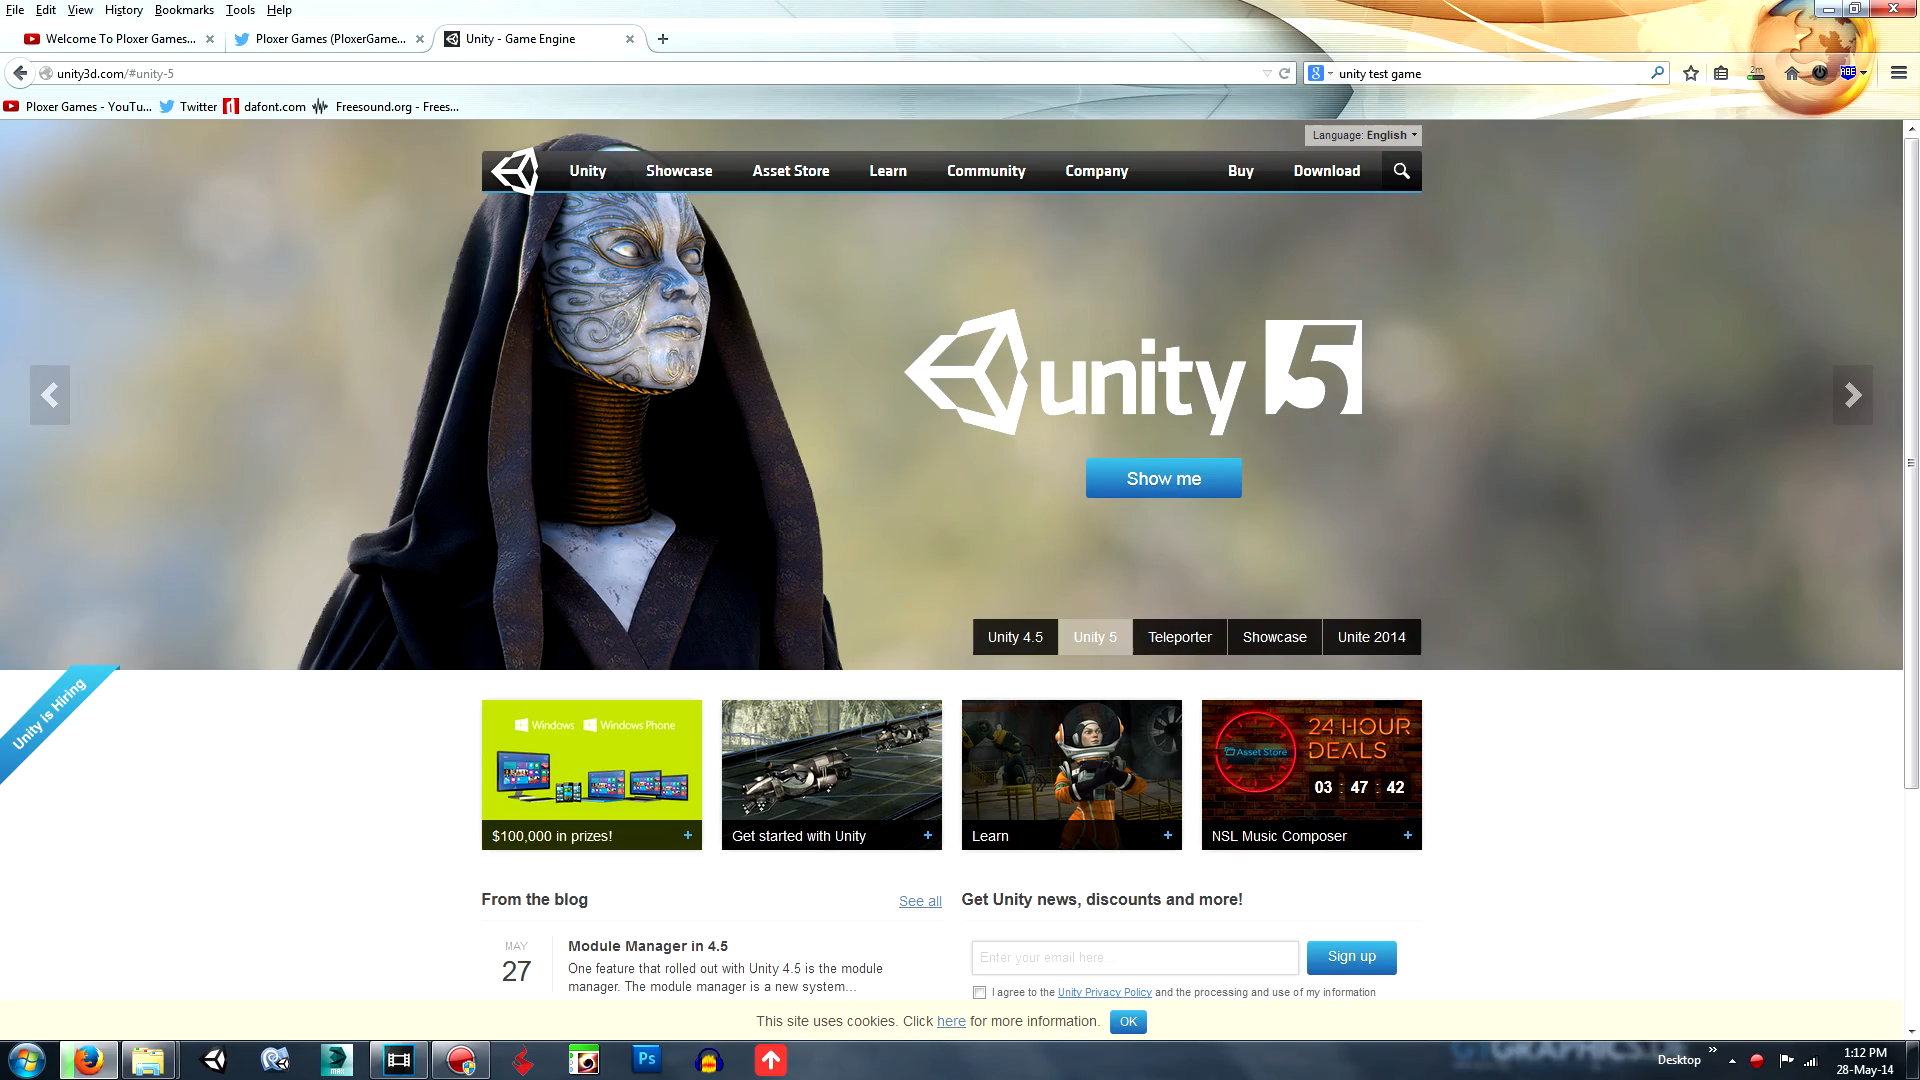 File Edit View History Bookmarks Tools Help
Welcome To Ploxer Games...
Ploxer Games (PloxerGame...
Unity - Game Engine
unity3d.com/#unity-5
unity test game
2m
ABE
Ploxer Games - YouTu...
Twitter
dafont.com
Freesound.org - Frees...
Language: English
Unity Showcase Asset Store Learn Community Company Buy Download
unity 5
Show me
Unity 4.5 Unity 5 Teleporter Showcase Unite 2014
Unity is Hiring
Windows Windows Phone
$100,000 in prizes! +
Get started with Unity +
Learn +
Asset Store
24 HOUR
DEALS
03 : 47 : 42
NSL Music Composer +
From the blog
See all
MAY
27
Module Manager in 4.5
One feature that rolled out with Unity 4.5 is the module
manager. The module manager is a new system...
Get Unity news, discounts and more!
Enter your email here...
Sign up
I agree to the Unity Privacy Policy and the processing and use of my information
This site uses cookies. Click here for more information.
OK
MAX
Ps
Desktop
1:12 PM
28-May-14